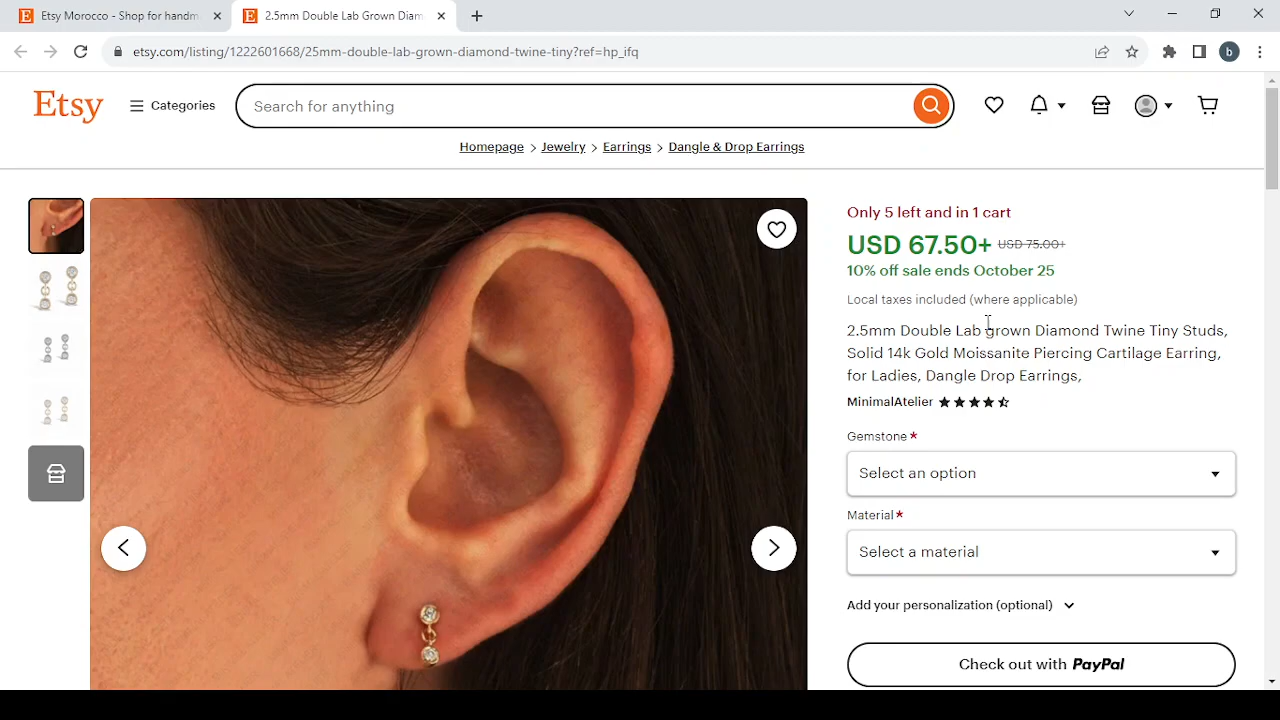 Etsy Morocco - Shop for handm
2.5mm Double Lab Grown Diam
etsy.com/listing/1222601668/25mm-double-lab-grown-diamond-twine-tiny?ref=hp_ifq
b
Etsy
Categories
Search for anything
Homepage > Jewelry > Earrings > Dangle & Drop Earrings
Only 5 left and in 1 cart
USD 67.50+ USD 75.00+
10% off sale ends October 25
Local taxes included (where applicable)
2.5mm Double Lab grown Diamond Twine Tiny Studs,
Solid 14k Gold Moissanite Piercing Cartilage Earring,
for Ladies, Dangle Drop Earrings,
MinimalAtelier
Gemstone *
Select an option
Material *
Select a material
Add your personalization (optional)
Check out with PayPal